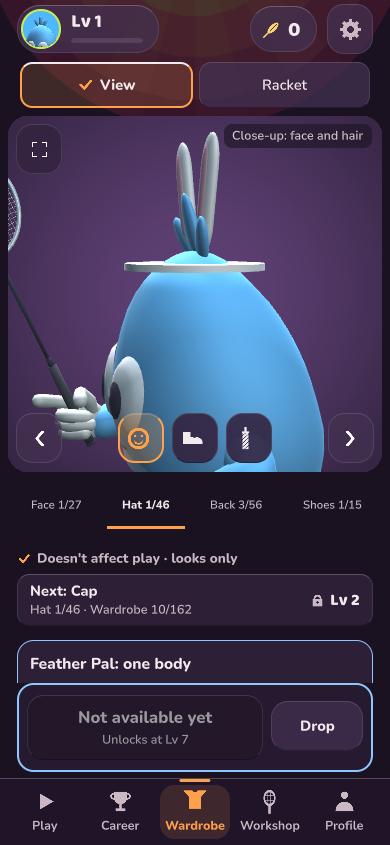 Lv 1
0
View
Racket
Close-up: face and hair
Face 1/27
Hat 1/46
Back 3/56
Shoes 1/15
Doesn't affect play · looks only
Next: Cap
Hat 1/46 · Wardrobe 10/162
Lv 2
Feather Pal: one body
Not available yet
Unlocks at Lv 7
Drop
Play
Career
Wardrobe
Workshop
Profile